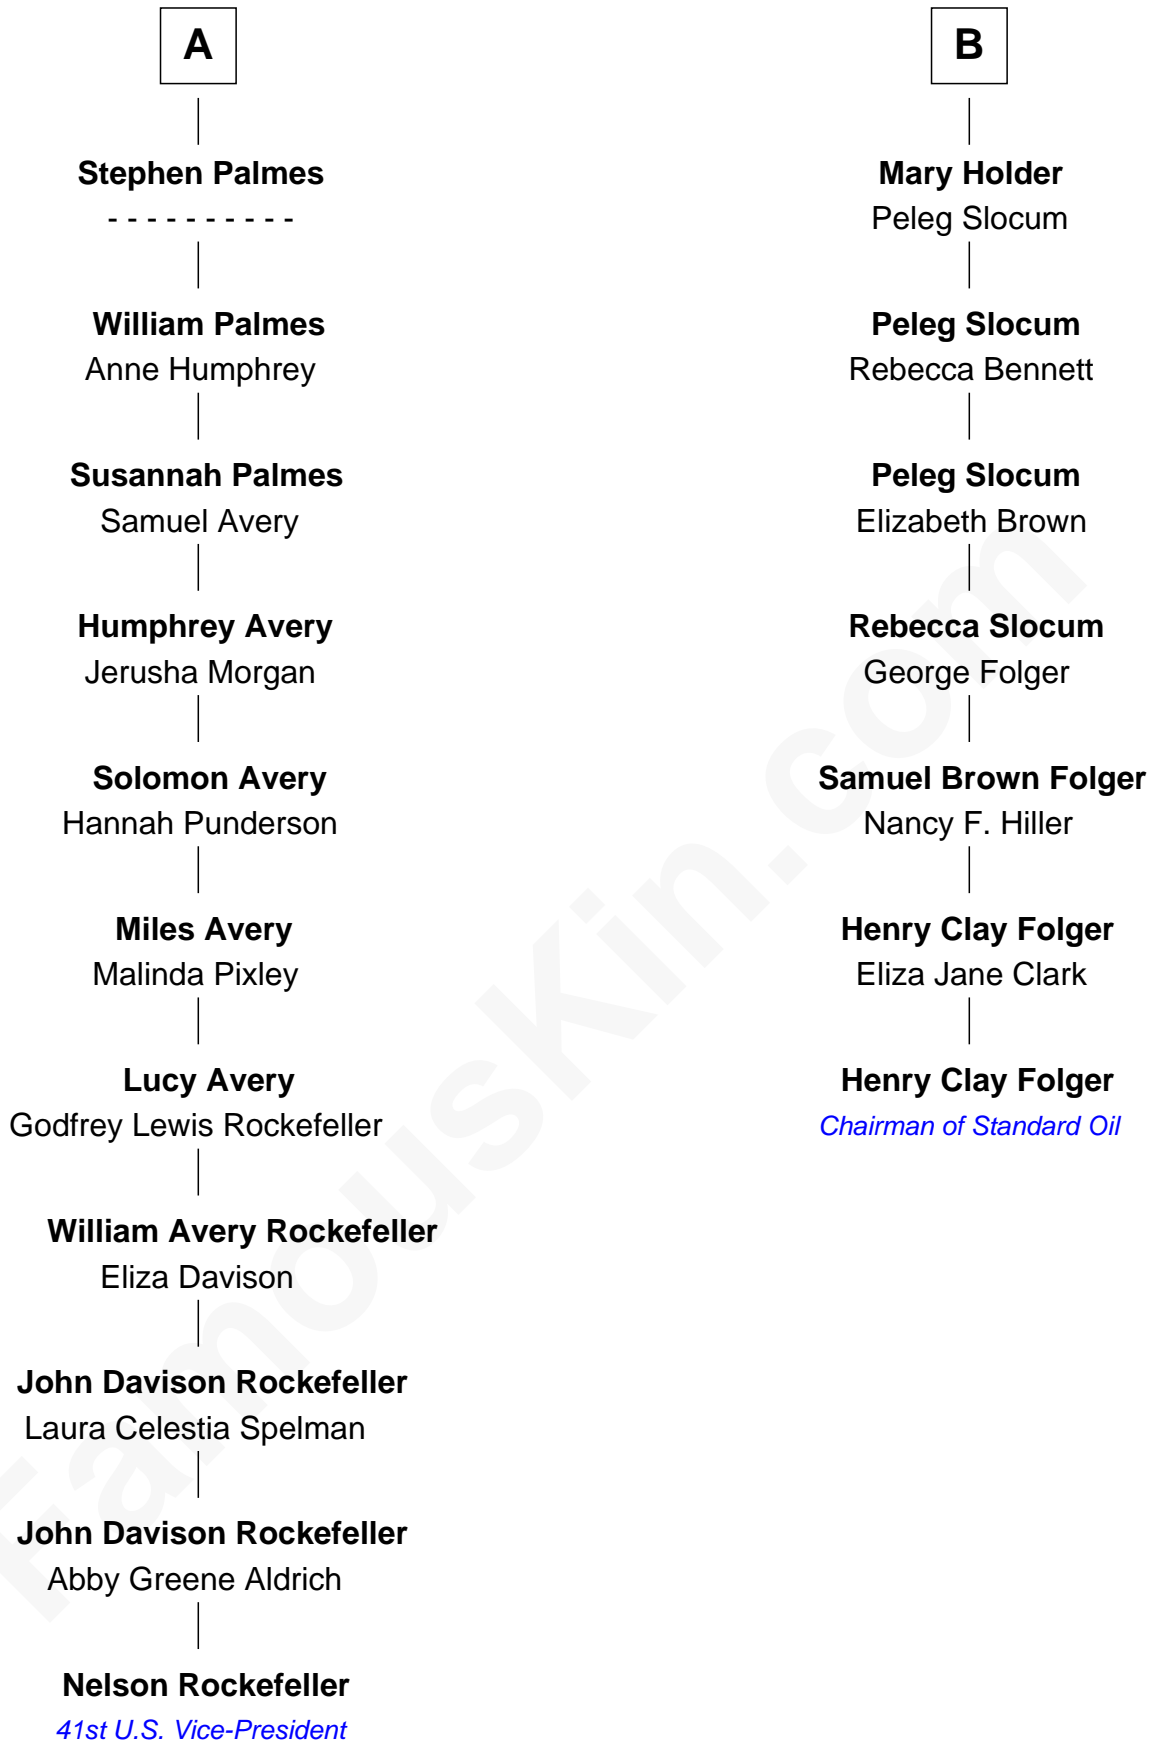 A
Stephen Palmes
- - - - - - - - - -
William Palmes
Anne Humphrey
Susannah Palmes
Samuel Avery
Humphrey Avery
Jerusha Morgan
Solomon Avery
Hannah Punderson
Miles Avery
Malinda Pixley
Lucy Avery
Godfrey Lewis Rockefeller
William Avery Rockefeller
Eliza Davison
John Davison Rockefeller
Laura Celestia Spelman
John Davison Rockefeller
Abby Greene Aldrich
Nelson Rockefeller
41st U.S. Vice-President
B
Mary Holder
Peleg Slocum
Peleg Slocum
Rebecca Bennett
Peleg Slocum
Elizabeth Brown
Rebecca Slocum
George Folger
Samuel Brown Folger
Nancy F. Hiller
Henry Clay Folger
Eliza Jane Clark
Henry Clay Folger
Chairman of Standard Oil
FamousKin.com